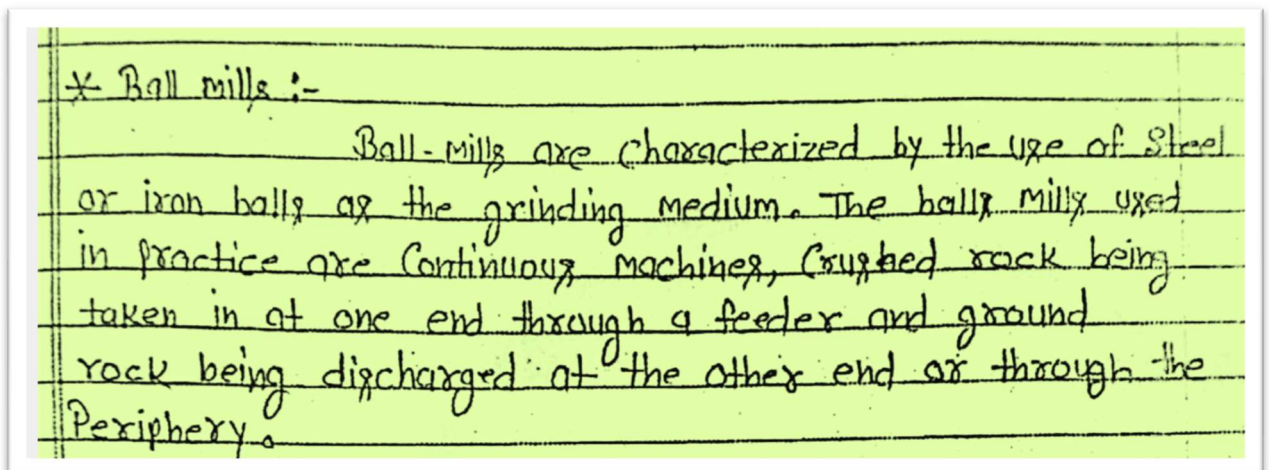 * Ball mills :-
Ball-mills are characterized by the use of Steel
or iron balls as the grinding medium. The balls mills used
in practice are Continuous machines, Crushed rock being
taken in at one end through a feeder and ground
rock being discharged at the other end or through the
Periphery.